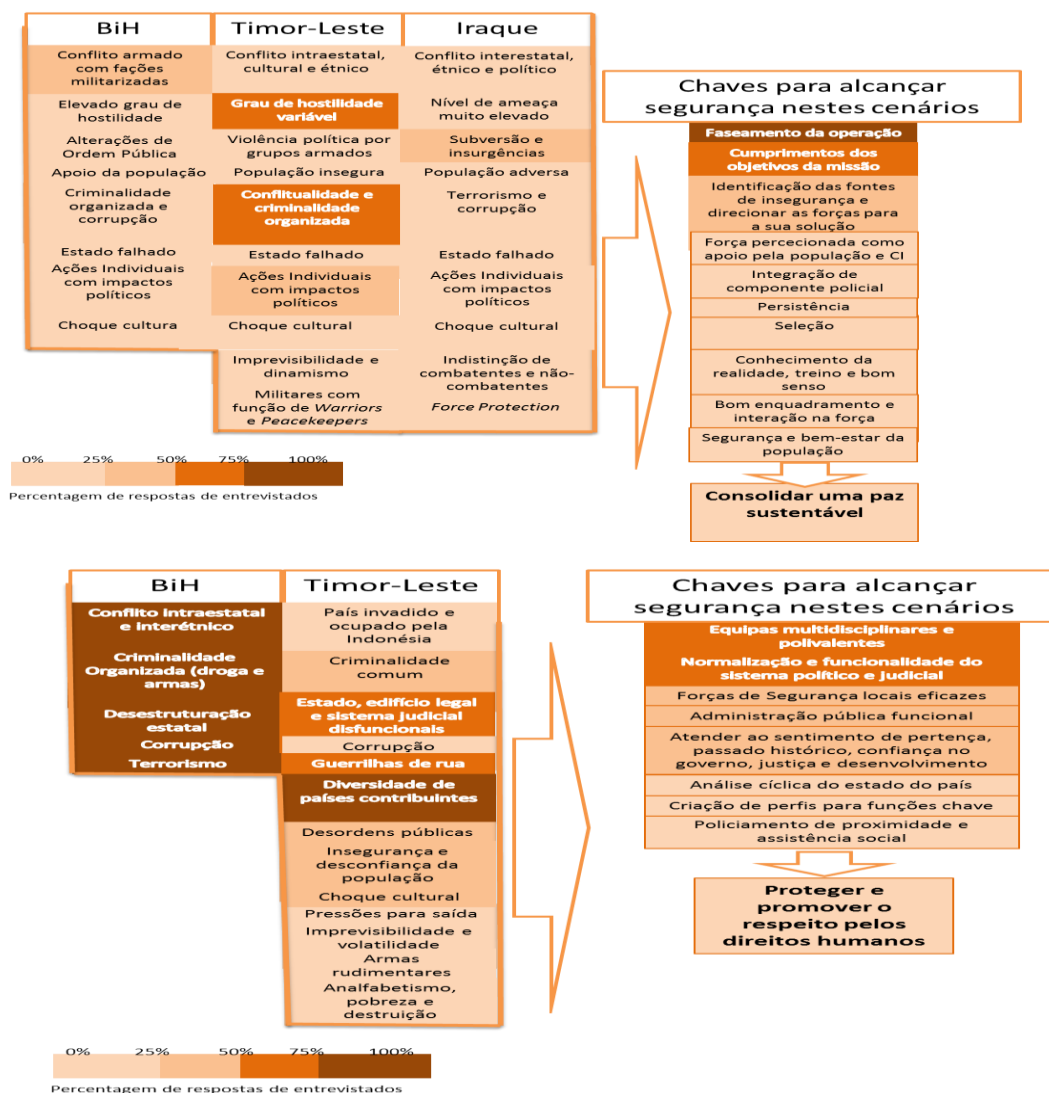 BiH
Conflito armado
com fações
militarizadas
Elevado grau de
hostilidade
Alterações de
Ordem Pública
Apoio da população
Criminalidade
organizada e
corrupção
Estado falhado
Ações Individuais
com impactos
políticos
Choque cultura
Timor-Leste
Conflito intraestatal,
cultural e étnico
Grau de hostilidade
variável
Violência política por
grupos armados
População insegura
Conflitualidade e
criminalidade
organizada
Estado falhado
Ações Individuais
com impactos
políticos
Choque cultural
Imprevisibilidade e
dinamismo
Militares com
função de Warriors
e Peacekeepers
Iraque
Conflito interestatal,
étnico e político
Nível de ameaça
muito elevado
Subversão e
insurgências
População adversa
Terrorismo e
corrupção
Estado falhado
Ações Individuais
com impactos
políticos
Choque cultural
Indistinção de
combatentes e não-
combatentes
Force Protection
Chaves para alcançar
segurança nestes cenários
Faseamento da operação
Cumprimentos dos
objetivos da missão
Identificação das fontes
de insegurança e
direcionar as forças para
a sua solução
Força percecionada como
apoio pela população e CI
Integração de
componente policial
Persistência
Seleção
Conhecimento da
realidade, treino e bom
senso
Bom enquadramento e
interação na força
Segurança e bem-estar da
população
Consolidar uma paz
sustentável
0% 25% 50% 75% 100%
Percentagem de respostas de entrevistados
BiH
Conflito intraestatal
e interétnico
Criminalidade
Organizada (droga e
armas)
Desestruturação
estatal
Corrupção
Terrorismo
Timor-Leste
País invadido e
ocupado pela
Indonésia
Criminalidade
comum
Estado, edifício legal
e sistema judicial
disfuncionais
Corrupção
Guerrilhas de rua
Diversidade de
países contribuintes
Desordens públicas
Insegurança e
desconfiança da
população
Choque cultural
Pressões para saída
Imprevisibilidade e
volatilidade
Armas
rudimentares
Analfabetismo,
pobreza e
destruição
Chaves para alcançar
segurança nestes cenários
Equipas multidisciplinares e
polivalentes
Normalização e funcionalidade do
sistema político e judicial
Forças de Segurança locais eficazes
Administração pública funcional
Atender ao sentimento de pertença,
passado histórico, confiança no
governo, justiça e desenvolvimento
Análise cíclica do estado do país
Criação de perfis para funções chave
Policiamento de proximidade e
assistência social
Proteger e
promover o
respeito pelos
direitos humanos
0% 25% 50% 75% 100%
Percentagem de respostas de entrevistados